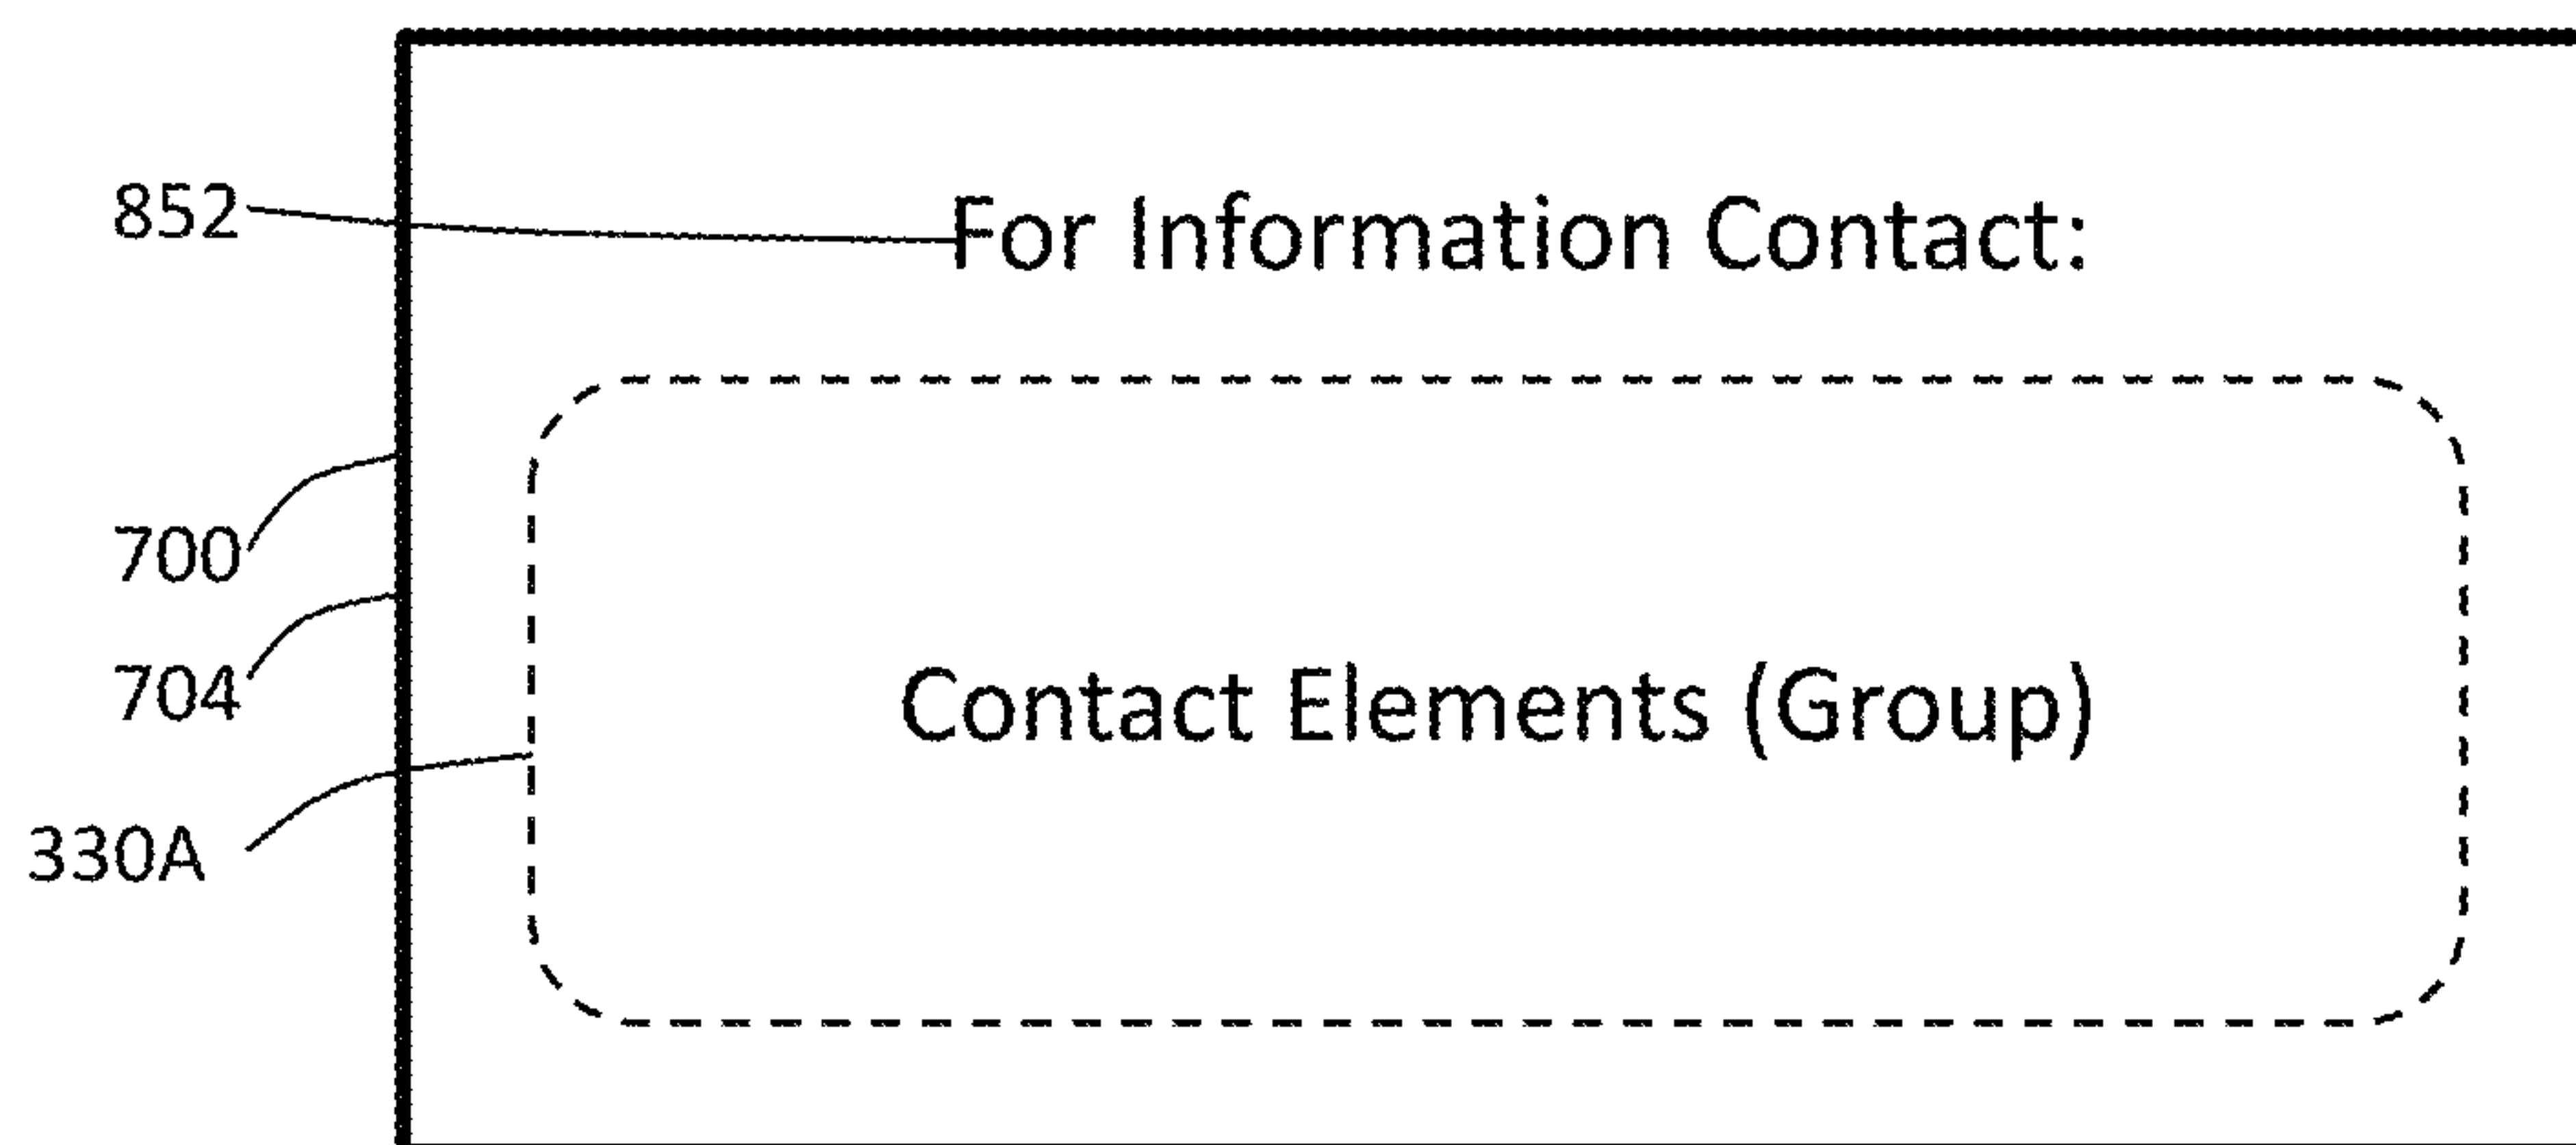 852
For Information Contact:
700
704
Contact Elements (Group)
330A